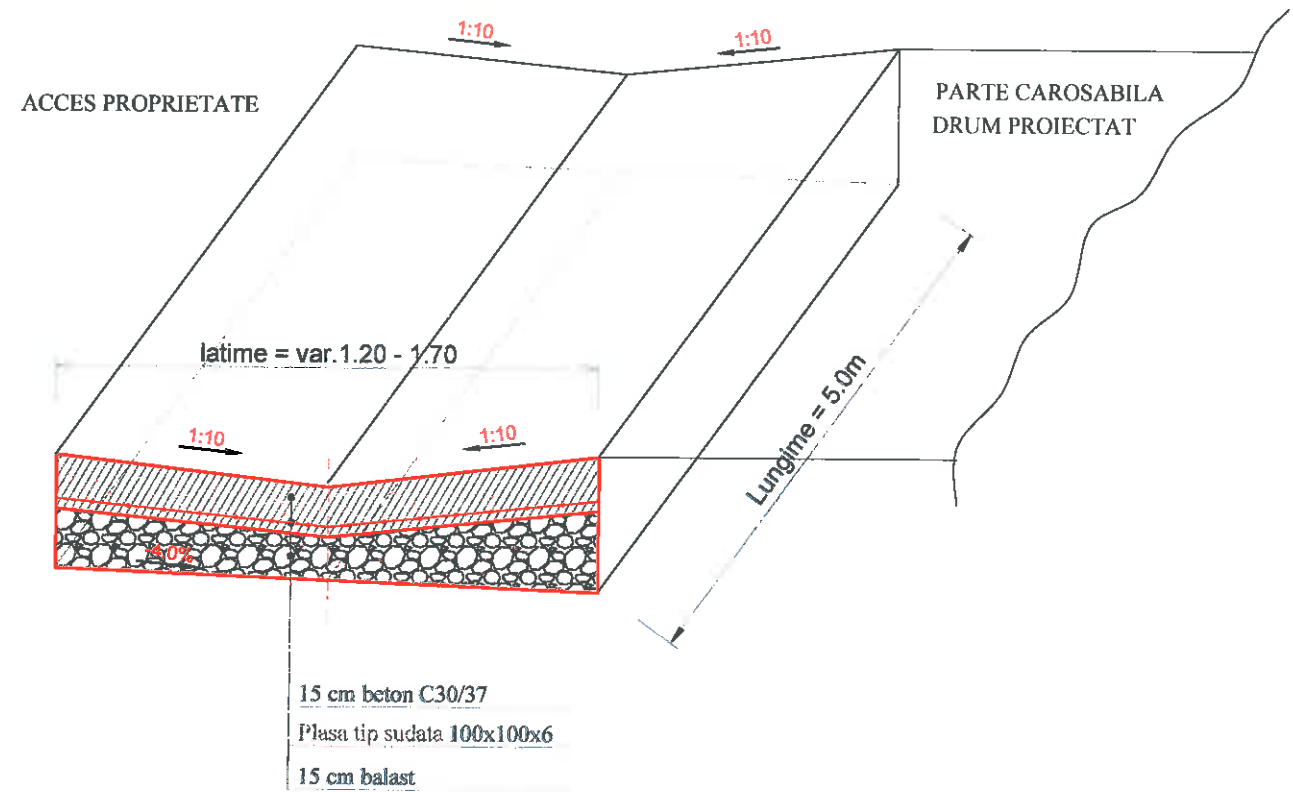 1:10
1:10
ACCES PROPRIETATE
PARTE CAROSABILA
DRUM PROIECTAT
latime = var.1.20 - 1.70
Lungime = 5.0m
1:10
1:10
-4.0%
15 cm beton C30/37
Plasa tip sudata 100x100x6
15 cm balast